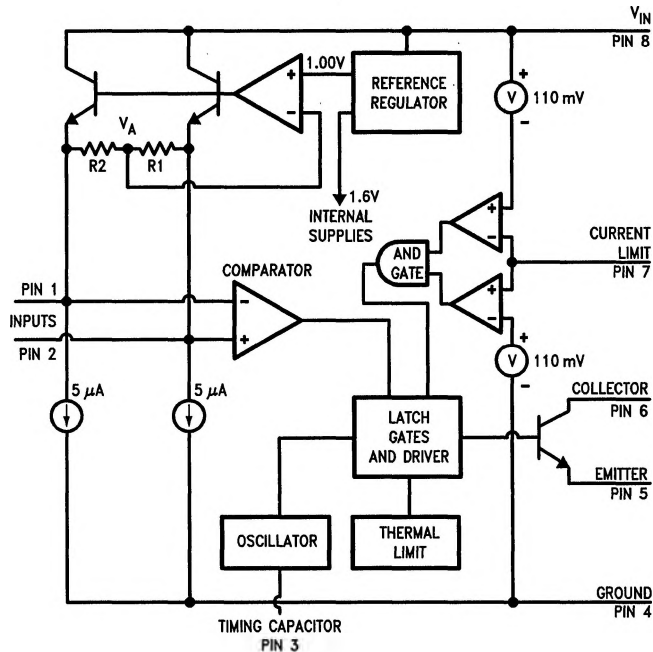 V_IN
PIN 8
1.00V
+
-
REFERENCE
REGULATOR
+
V
110 mV
-
V_A
R2
R1
1.6V
INTERNAL
SUPPLIES
+
-
AND
GATE
CURRENT
LIMIT
PIN 7
+
-
COMPARATOR
PIN 1
INPUTS
PIN 2
-
+
+
V
110 mV
-
5 μA
5 μA
COLLECTOR
PIN 6
LATCH
GATES
AND DRIVER
EMITTER
PIN 5
OSCILLATOR
THERMAL
LIMIT
GROUND
PIN 4
TIMING CAPACITOR
PIN 3